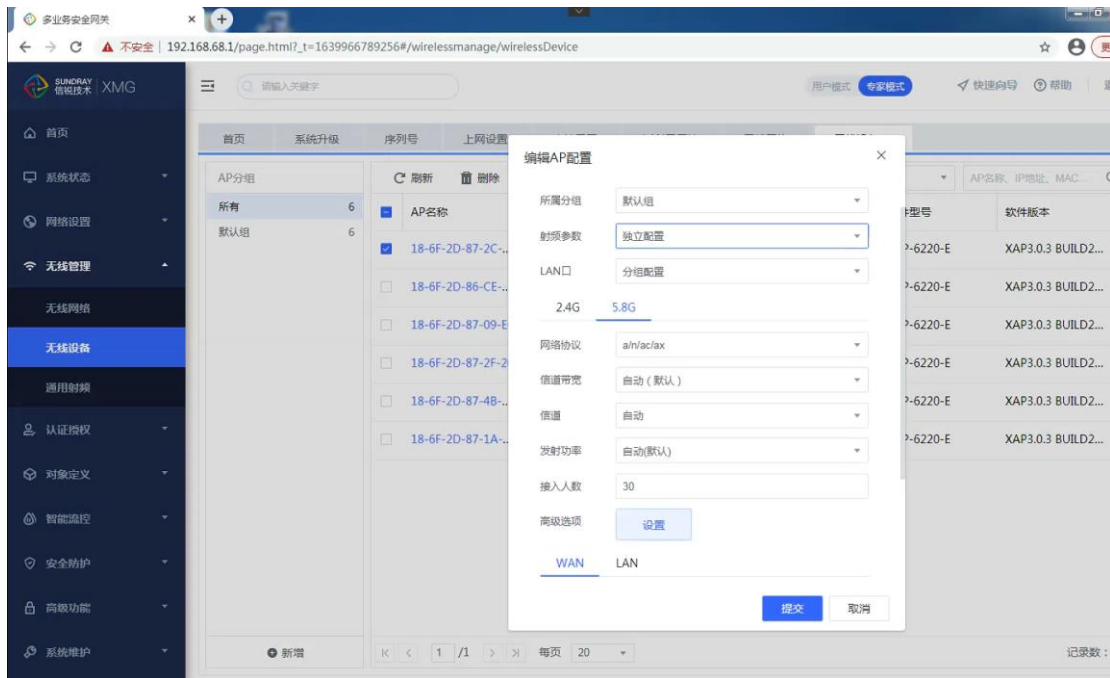 多业务安全网关
不安全 | 192.168.68.1/page.html?_t=1639966789256#/wirelessmanage/wirelessDevice
SUNDRAY 信锐技术 XMG
请输入关键字
用户模式 专家模式 快速向导 帮助
首页
系统状态
网络设置
无线管理
无线网络
无线设备
通用射频
认证授权
对象定义
智能流控
安全防护
高级功能
系统维护
首页 系统升级 序列号 上网设置
AP分组
所有 6
默认组 6
新增
刷新 删除
AP名称、IP地址、MAC...
AP名称 型号 软件版本
18-6F-2D-87-2C-... P-6220-E XAP3.0.3 BUILD2...
18-6F-2D-86-CE-... P-6220-E XAP3.0.3 BUILD2...
18-6F-2D-87-09-E P-6220-E XAP3.0.3 BUILD2...
18-6F-2D-87-2F-2 P-6220-E XAP3.0.3 BUILD2...
18-6F-2D-87-4B-... P-6220-E XAP3.0.3 BUILD2...
18-6F-2D-87-1A-... P-6220-E XAP3.0.3 BUILD2...
编辑AP配置
所属分组 默认组
射频参数 独立配置
LAN口 分组配置
2.4G 5.8G
网络协议 a/n/ac/ax
信道带宽 自动 ( 默认 )
信道 自动
发射功率 自动(默认)
接入人数 30
高级选项 设置
WAN LAN
提交 取消
1 /1 每页 20
记录数：